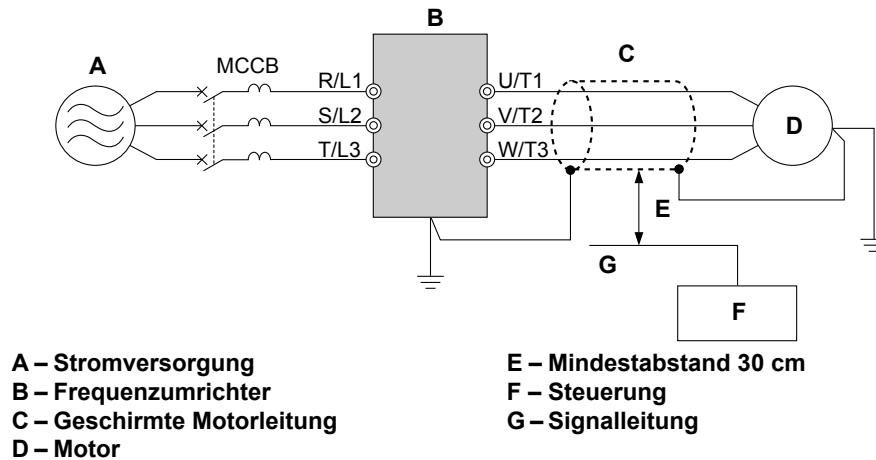 B
A
MCCB
C
R/L1
U/T1
S/L2
V/T2
D
T/L3
W/T3
E
G
F
A – Stromversorgung
B – Frequenzumrichter
C – Geschirmte Motorleitung
D – Motor
E – Mindestabstand 30 cm
F – Steuerung
G – Signalleitung